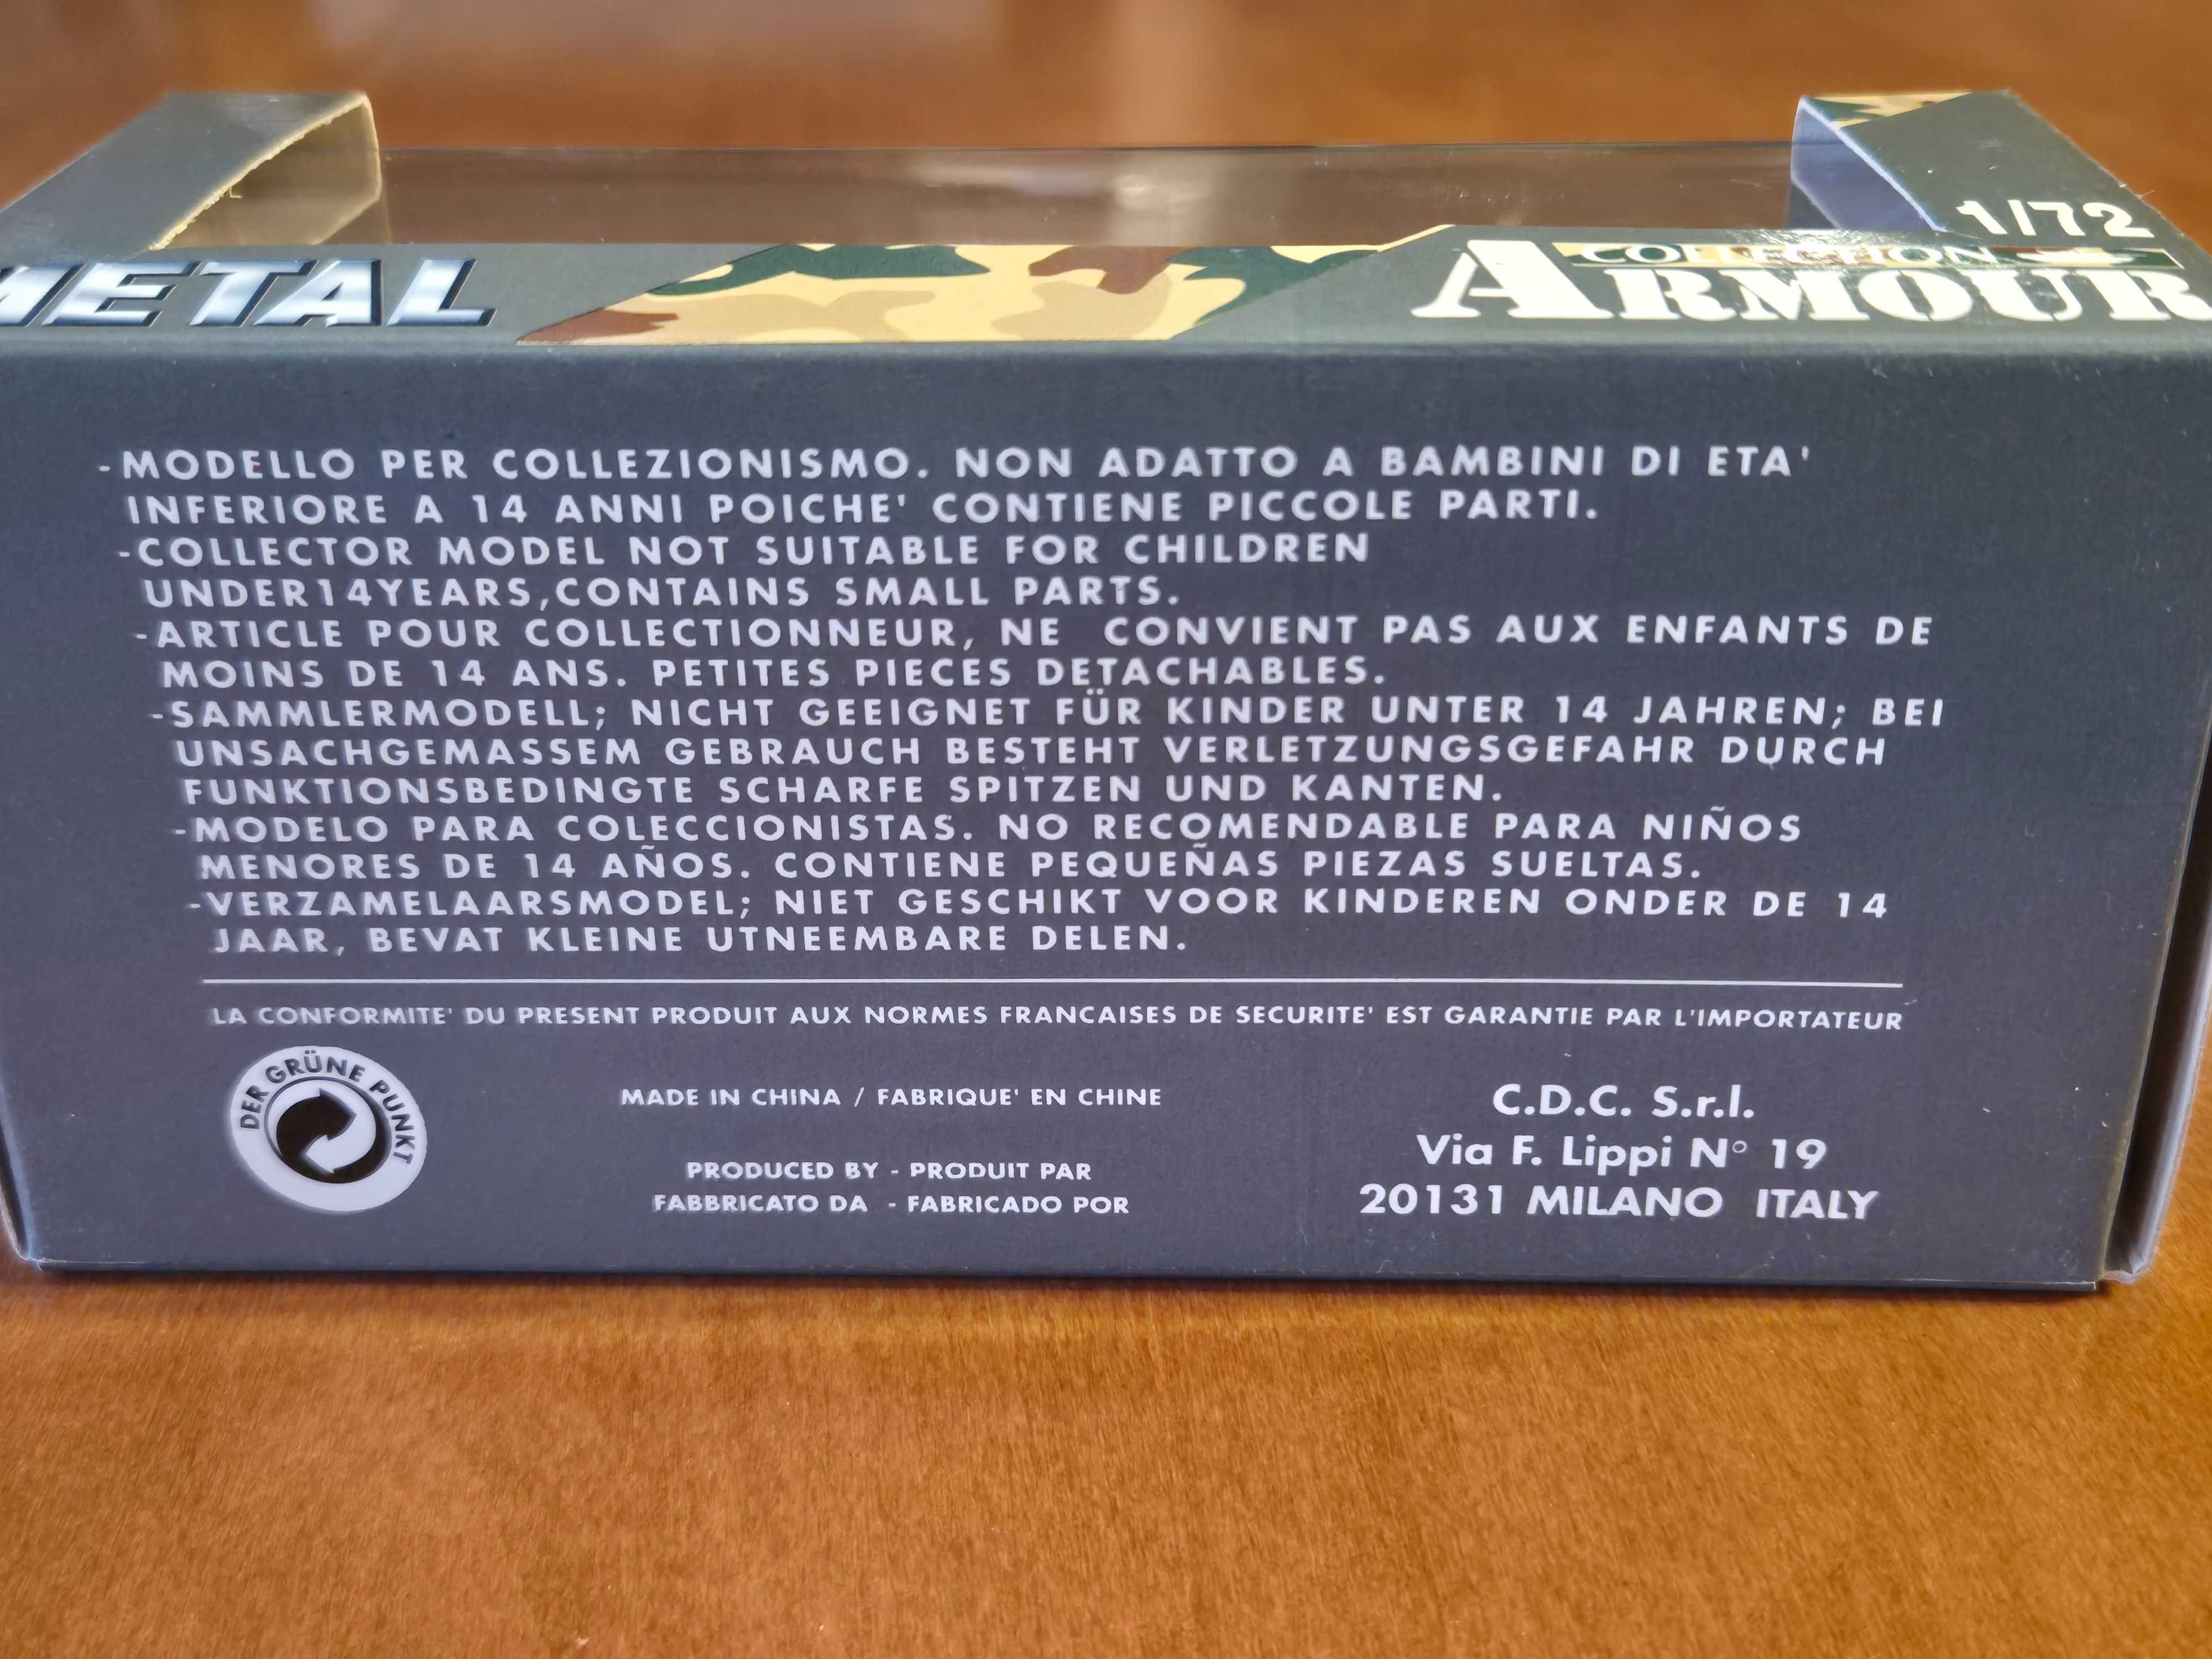 1/72
METAL
COLLECTION
ARMOUR
-MODELLO PER COLLEZIONISMO. NON ADATTO A BAMBINI DI ETA'
INFERIORE A 14 ANNI POICHE' CONTIENE PICCOLE PARTI.
-COLLECTOR MODEL NOT SUITABLE FOR CHILDREN
UNDER14YEARS,CONTAINS SMALL PARTS.
-ARTICLE POUR COLLECTIONNEUR, NE CONVIENT PAS AUX ENFANTS DE
MOINS DE 14 ANS. PETITES PIECES DETACHABLES.
-SAMMLERMODELL; NICHT GEEIGNET FÜR KINDER UNTER 14 JAHREN; BEI
UNSACHGEMASSEM GEBRAUCH BESTEHT VERLETZUNGSGEFAHR DURCH
FUNKTIONSBEDINGTE SCHARFE SPITZEN UND KANTEN.
-MODELO PARA COLECCIONISTAS. NO RECOMENDABLE PARA NIÑOS
MENORES DE 14 AÑOS. CONTIENE PEQUEÑAS PIEZAS SUELTAS.
-VERZAMELAARSMODEL; NIET GESCHIKT VOOR KINDEREN ONDER DE 14
JAAR, BEVAT KLEINE UTNEEMBARE DELEN.
LA CONFORMITE' DU PRESENT PRODUIT AUX NORMES FRANCAISES DE SECURITE' EST GARANTIE PAR L'IMPORTATEUR
DER GRÜNE PUNKT
MADE IN CHINA / FABRIQUE' EN CHINE
PRODUCED BY - PRODUIT PAR
FABBRICATO DA - FABRICADO POR
C.D.C. S.r.l.
Via F. Lippi N° 19
20131 MILANO ITALY